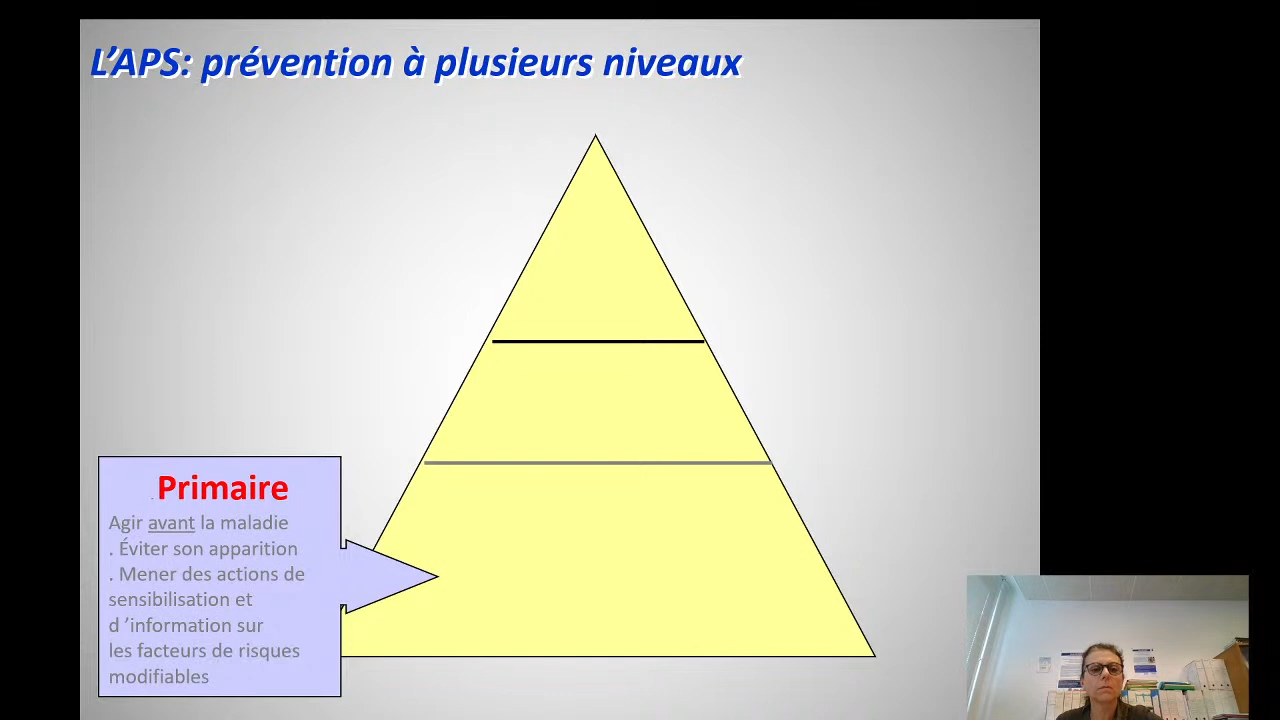 L’APS: prévention à plusieurs niveaux
. Primaire
Agir avant la maladie
. Éviter son apparition
. Mener des actions de
sensibilisation et
d ’information sur
les facteurs de risques
modifiables